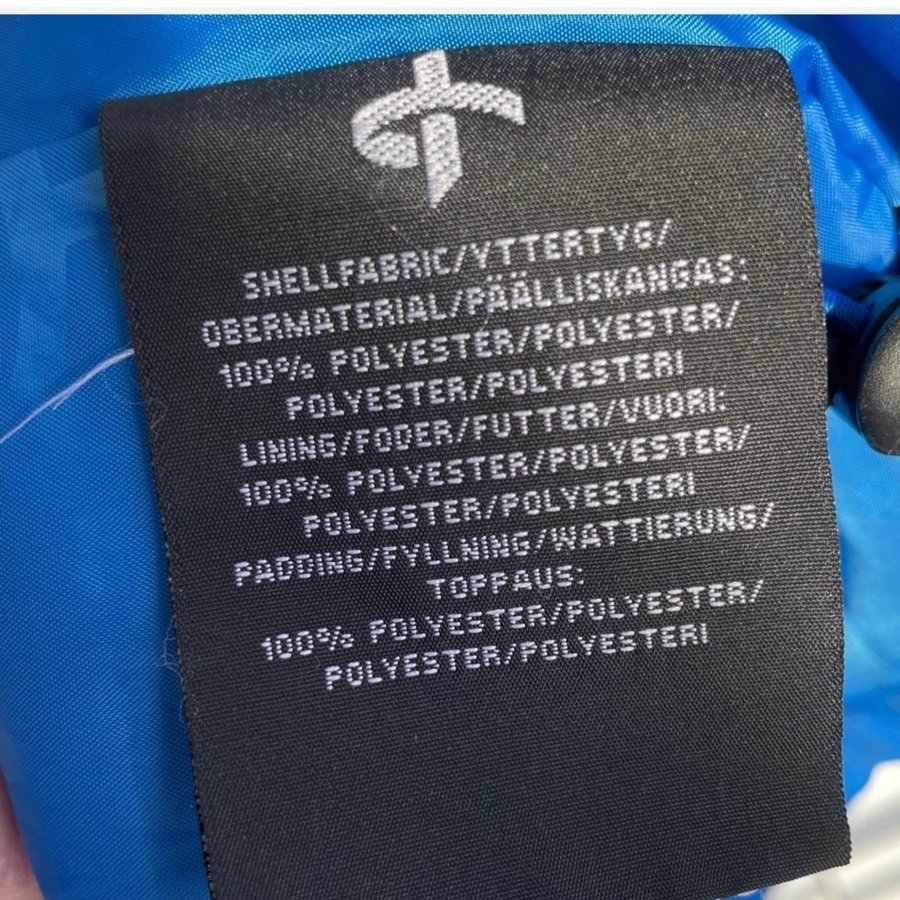 SHELLFABRIC/YTTERTYG/
OBERMATERIAL/PÄÄLLISKANGAS:
100% POLYESTER/POLYESTER/
POLYESTER/POLYESTERI
LINING/FODER/FUTTER/VUORI:
100% POLYESTER/POLYESTER/
POLYESTER/POLYESTERI
PADDING/FYLLNING/WATTIERUNG/
TOPPAUS:
100% POLYESTER/POLYESTER/
POLYESTER/POLYESTERI